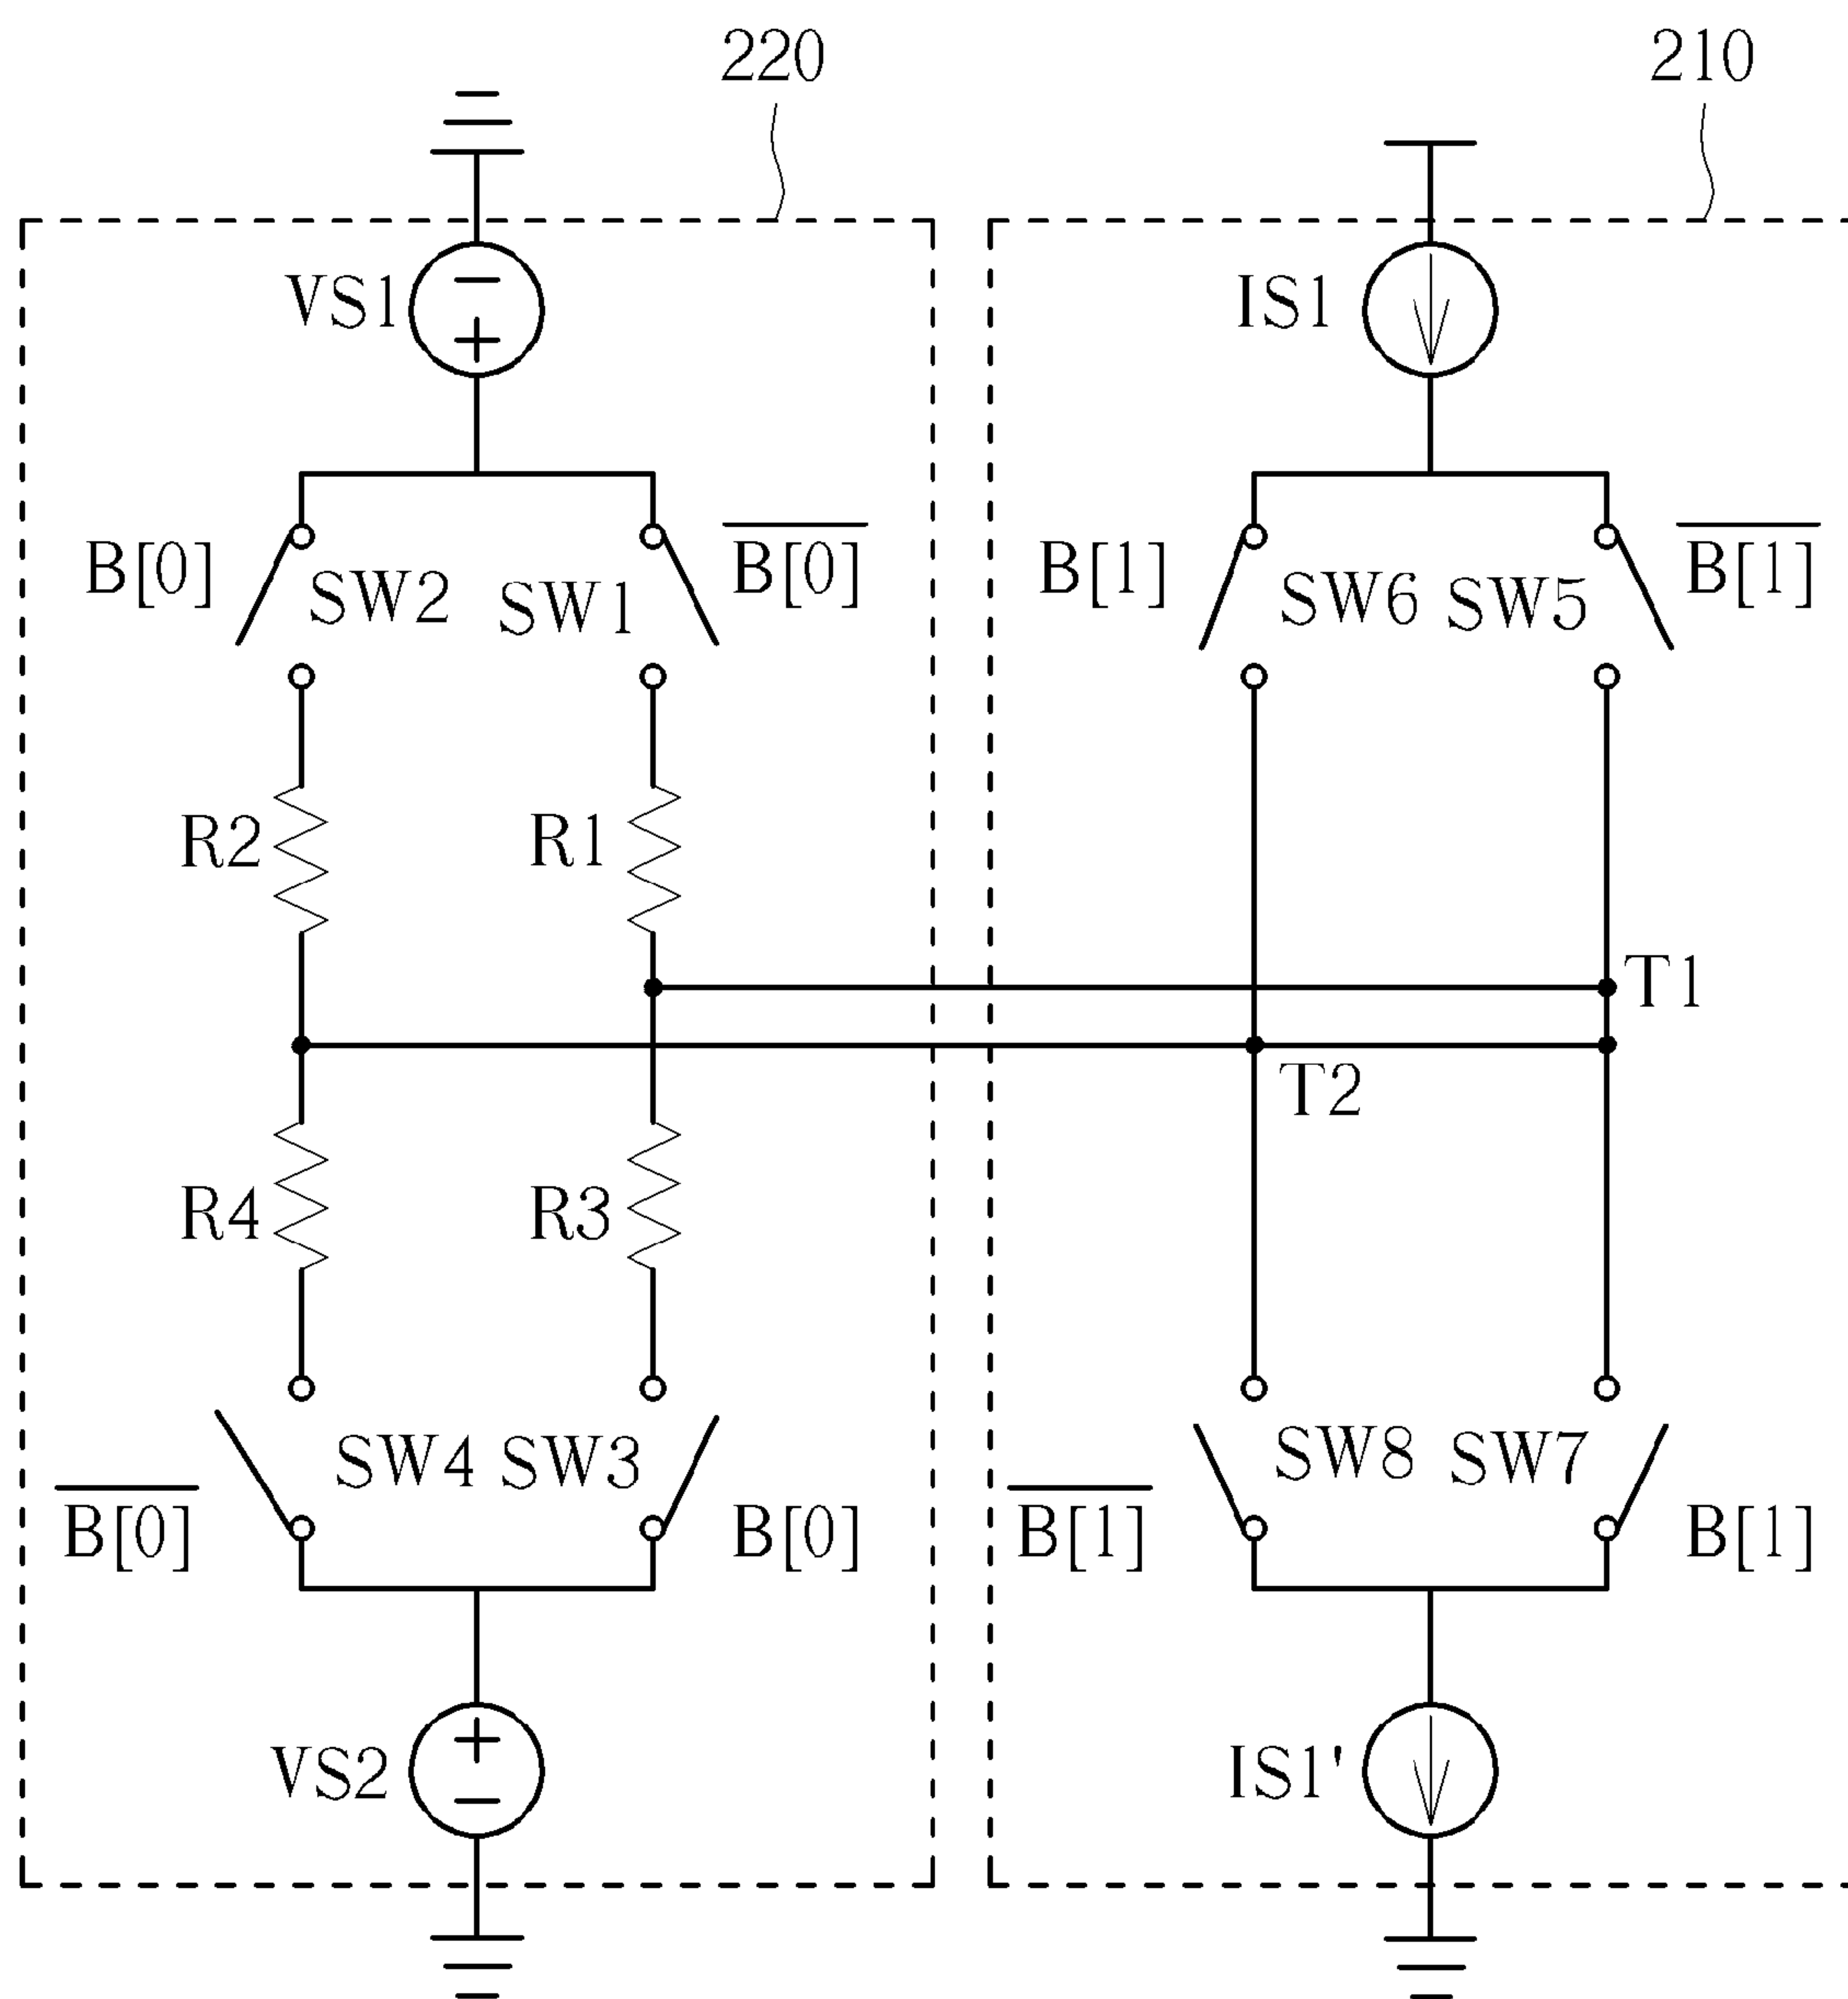 220
210
VS1
IS1
B[0]
SW2
SW1
B[0]
B[1]
SW6
SW5
B[1]
R2
R1
T1
T2
R4
R3
SW4
SW3
SW8
SW7
B[0]
B[0]
B[1]
B[1]
VS2
IS1'